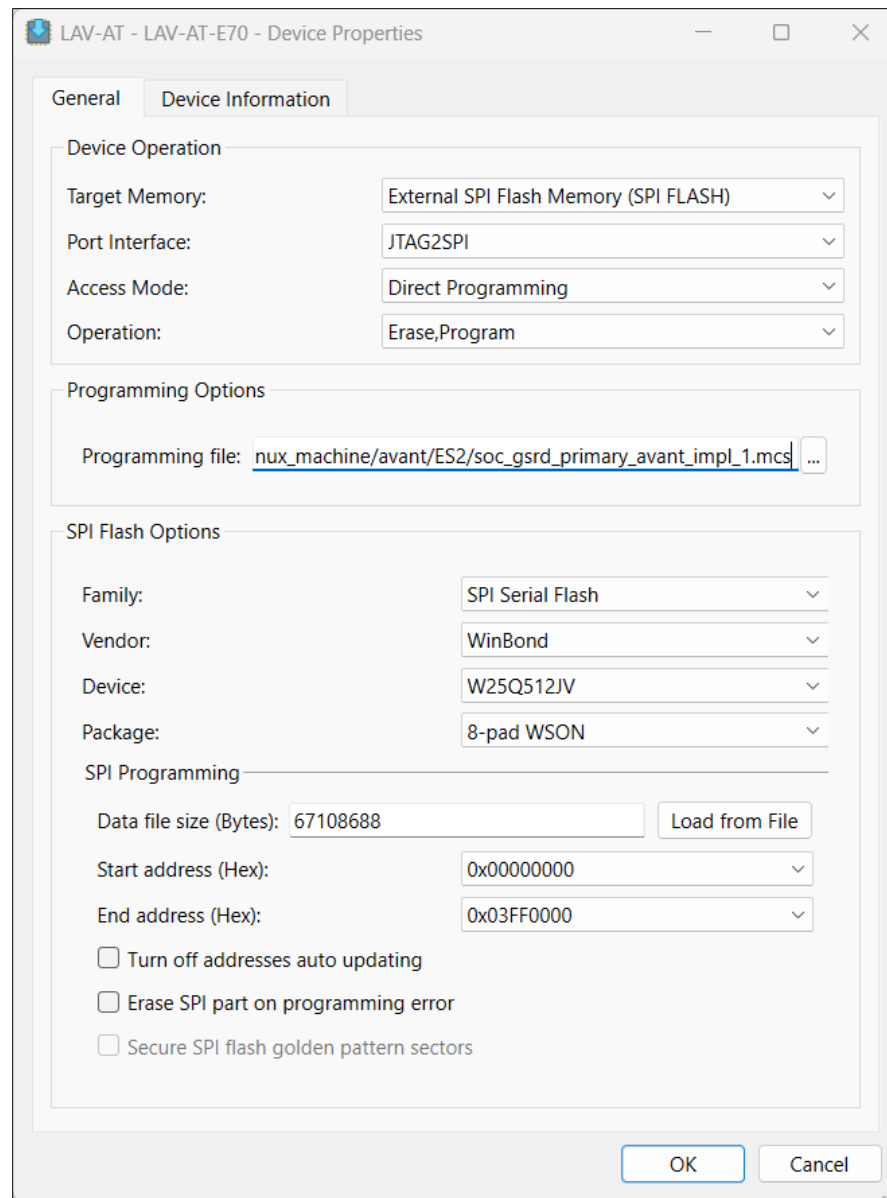 LAV-AT - LAV-AT-E70 - Device Properties
General Device Information
Device Operation
Target Memory: External SPI Flash Memory (SPI FLASH)
Port Interface: JTAG2SPI
Access Mode: Direct Programming
Operation: Erase,Program
Programming Options
Programming file: nux_machine/avant/ES2/soc_gsrd_primary_avant_impl_1.mcs ...
SPI Flash Options
Family: SPI Serial Flash
Vendor: WinBond
Device: W25Q512JV
Package: 8-pad WSON
SPI Programming
Data file size (Bytes): 67108688 Load from File
Start address (Hex): 0x00000000
End address (Hex): 0x03FF0000
Turn off addresses auto updating
Erase SPI part on programming error
Secure SPI flash golden pattern sectors
OK Cancel